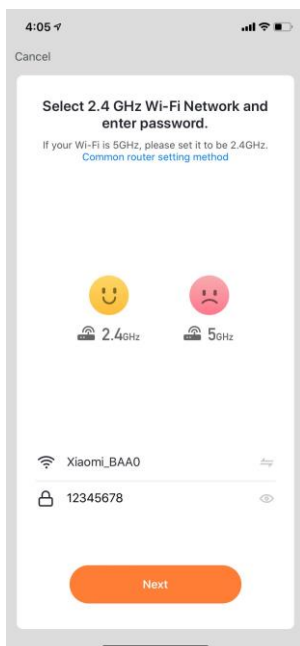 4:05
Cancel
Select 2.4 GHz Wi-Fi Network and
enter password.
If your Wi-Fi is 5GHz, please set it to be 2.4GHz.
Common router setting method
2.4GHz 5GHz
Xiaomi_BAA0
12345678
Next